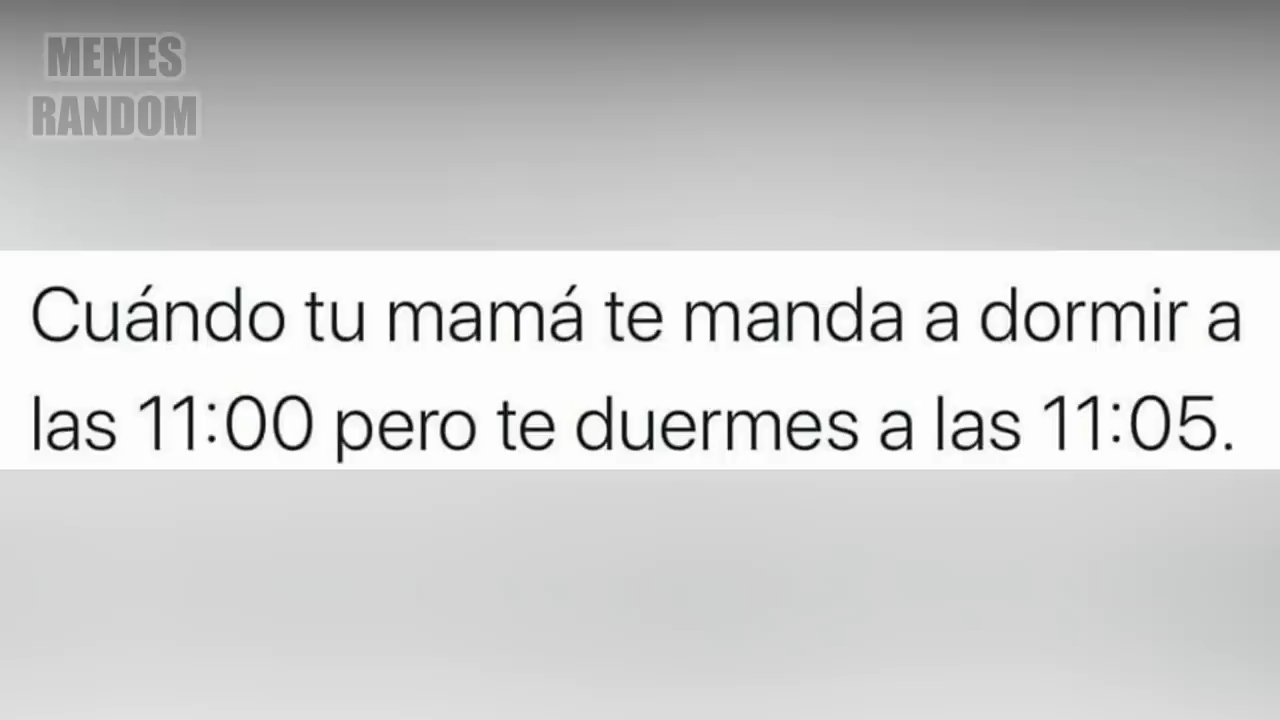 MEMES
RANDOM
Cuándo tu mamá te manda a dormir a
las 11:00 pero te duermes a las 11:05.